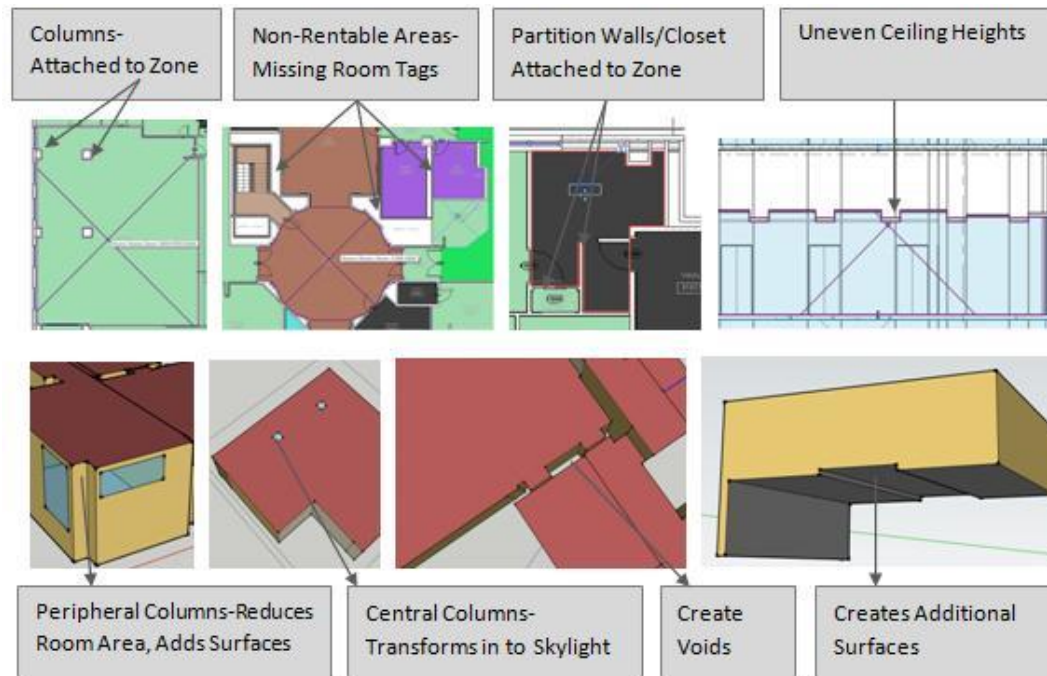 Columns-
Attached to Zone
Non-Rentable Areas-
Missing Room Tags
Partition Walls/Closet
Attached to Zone
Uneven Ceiling Heights
Peripheral Columns-Reduces
Room Area, Adds Surfaces
Central Columns-
Transforms in to Skylight
Create
Voids
Creates Additional
Surfaces